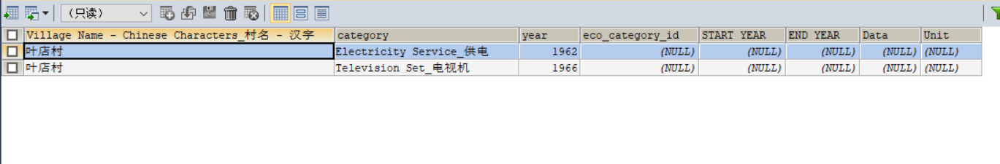 (只读)
Village Name - Chinese Characters_村名 - 汉字 category year eco_category_id START YEAR END YEAR Data Unit
叶店村 Electricity Service_供电 1962 (NULL) (NULL) (NULL) (NULL) (NULL)
叶店村 Television Set_电视机 1966 (NULL) (NULL) (NULL) (NULL) (NULL)